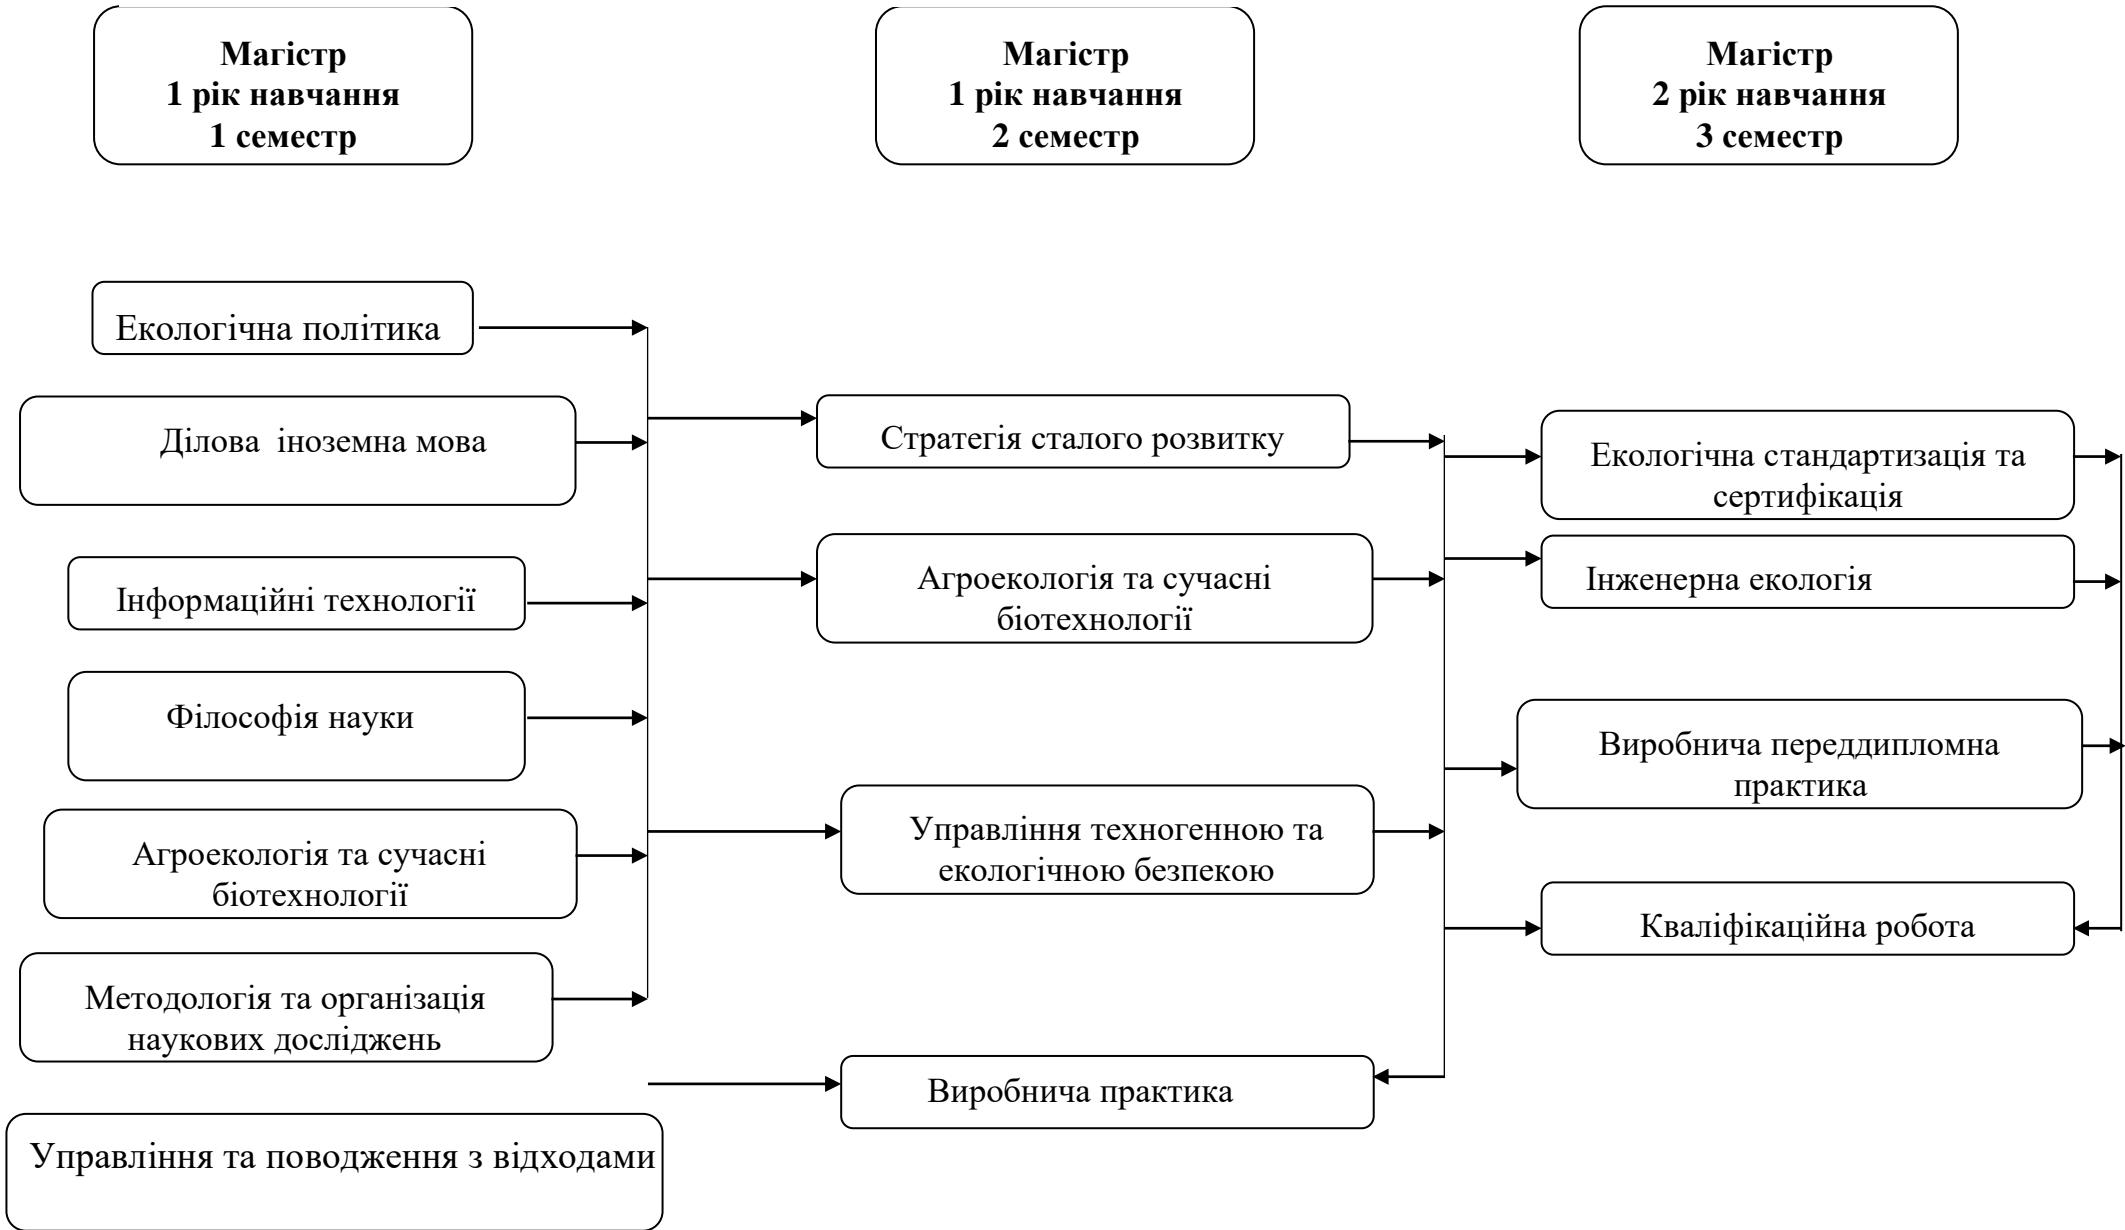 Магістр
1 рік навчання
1 семестр
Магістр
1 рік навчання
2 семестр
Магістр
2 рік навчання
3 семестр
Екологічна політика
Ділова іноземна мова
Інформаційні технології
Філософія науки
Агроекологія та сучасні
біотехнології
Методологія та організація
наукових досліджень
Управління та поводження з відходами
Стратегія сталого розвитку
Агроекологія та сучасні
біотехнології
Управління техногенною та
екологічною безпекою
Виробнича практика
Екологічна стандартизація та
сертифікація
Інженерна екологія
Виробнича переддипломна
практика
Кваліфікаційна робота